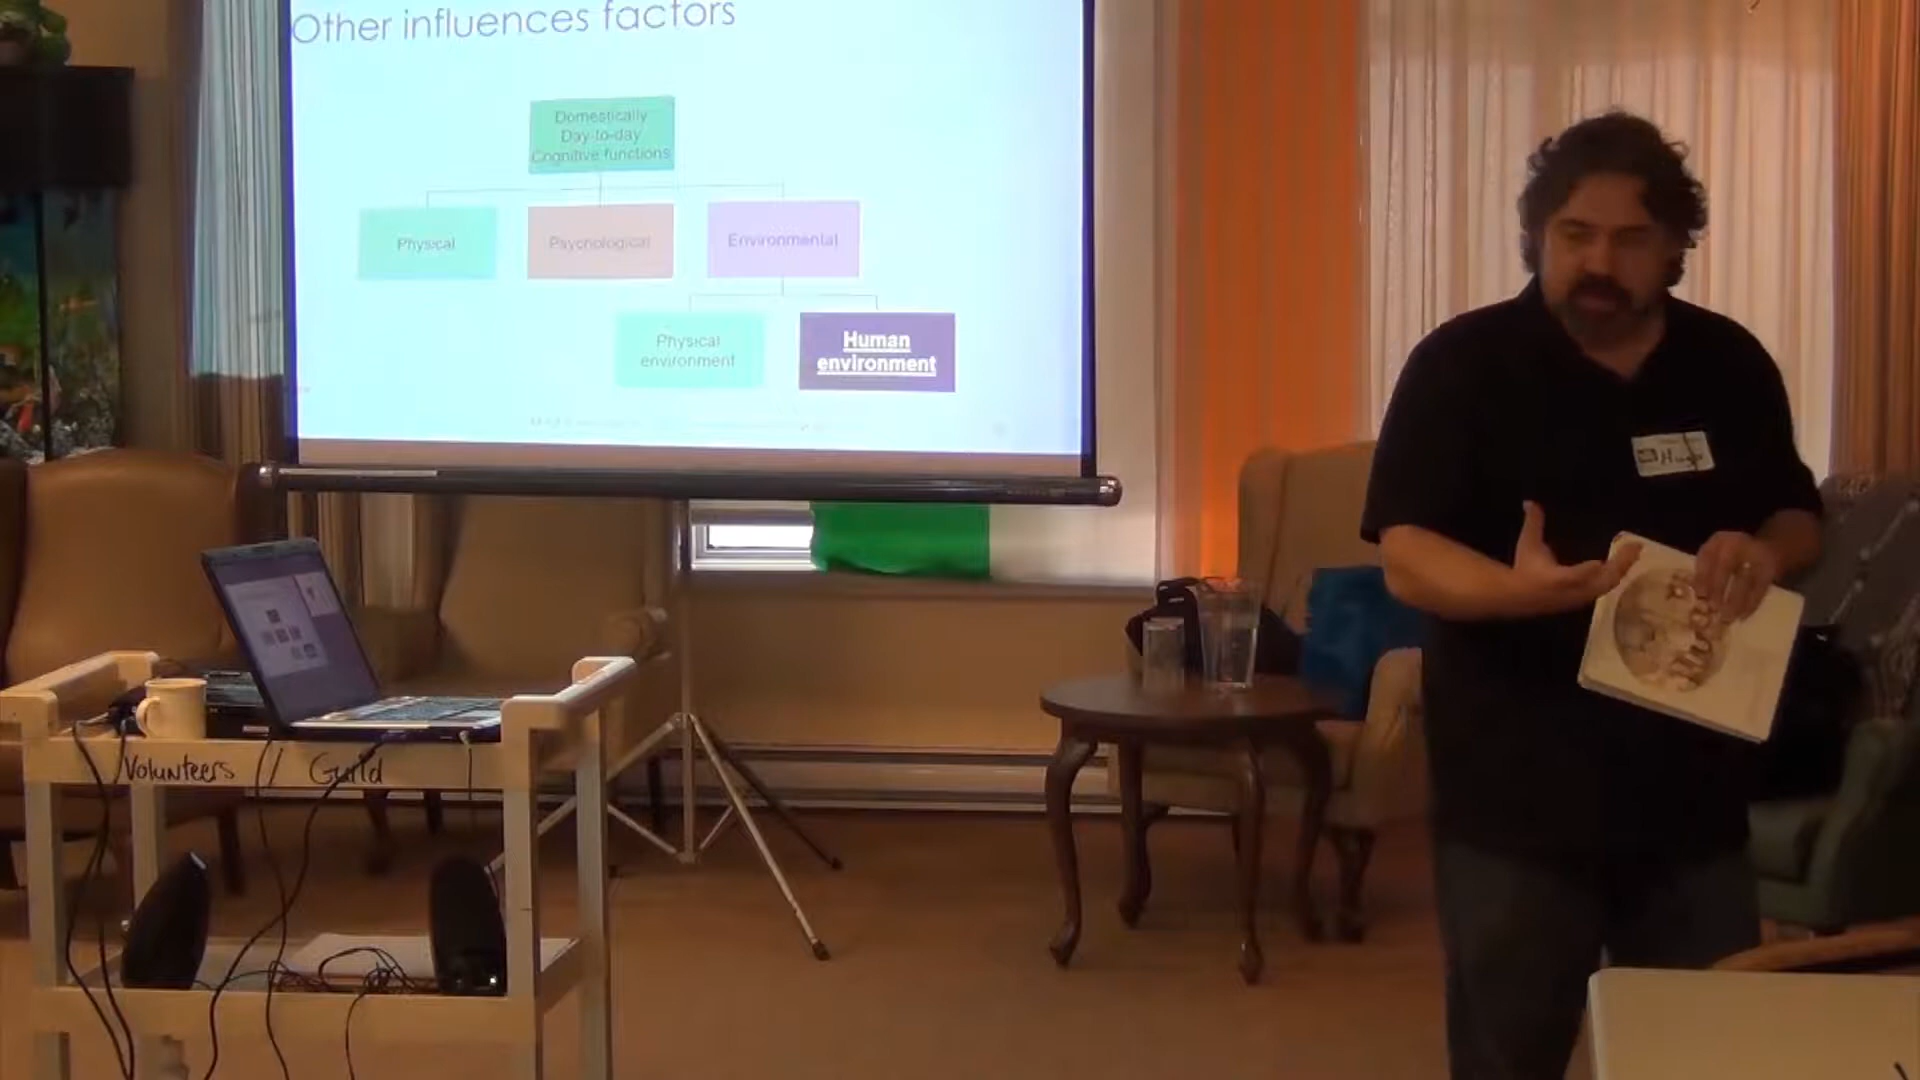 Other influences factors
Domestically
Day-to-day
Cognitive functions
Physical
Psychological
Environmental
Physical
environment
Human
environment
Volunteers // Guild